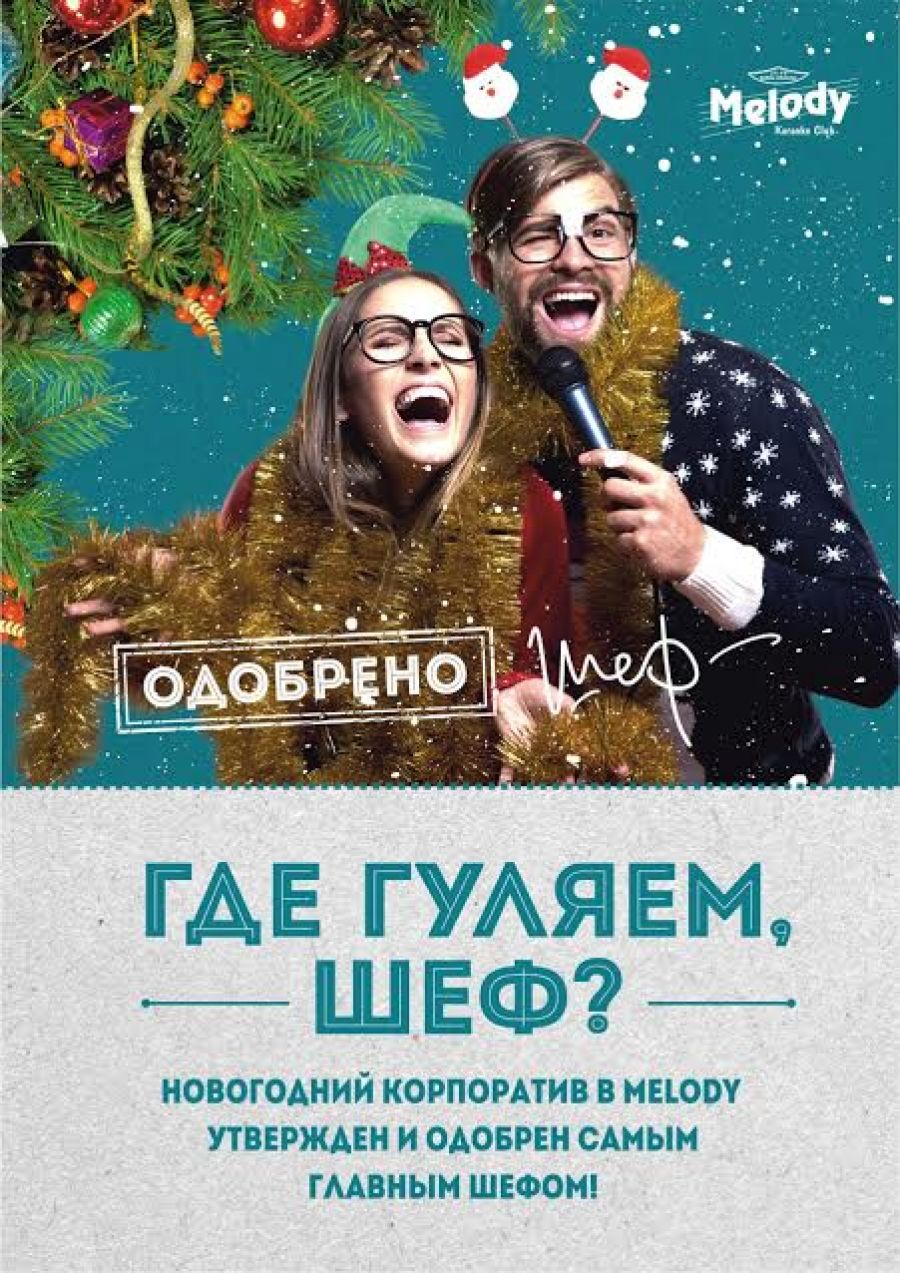 Melody
Karaoke Club
ОДОБРЕНО
Шеф
ГДЕ ГУЛЯЕМ,
ШЕФ?
НОВОГОДНИЙ КОРПОРАТИВ В MELODY
УТВЕРЖДЕН И ОДОБРЕН САМЫМ
ГЛАВНЫМ ШЕФОМ!